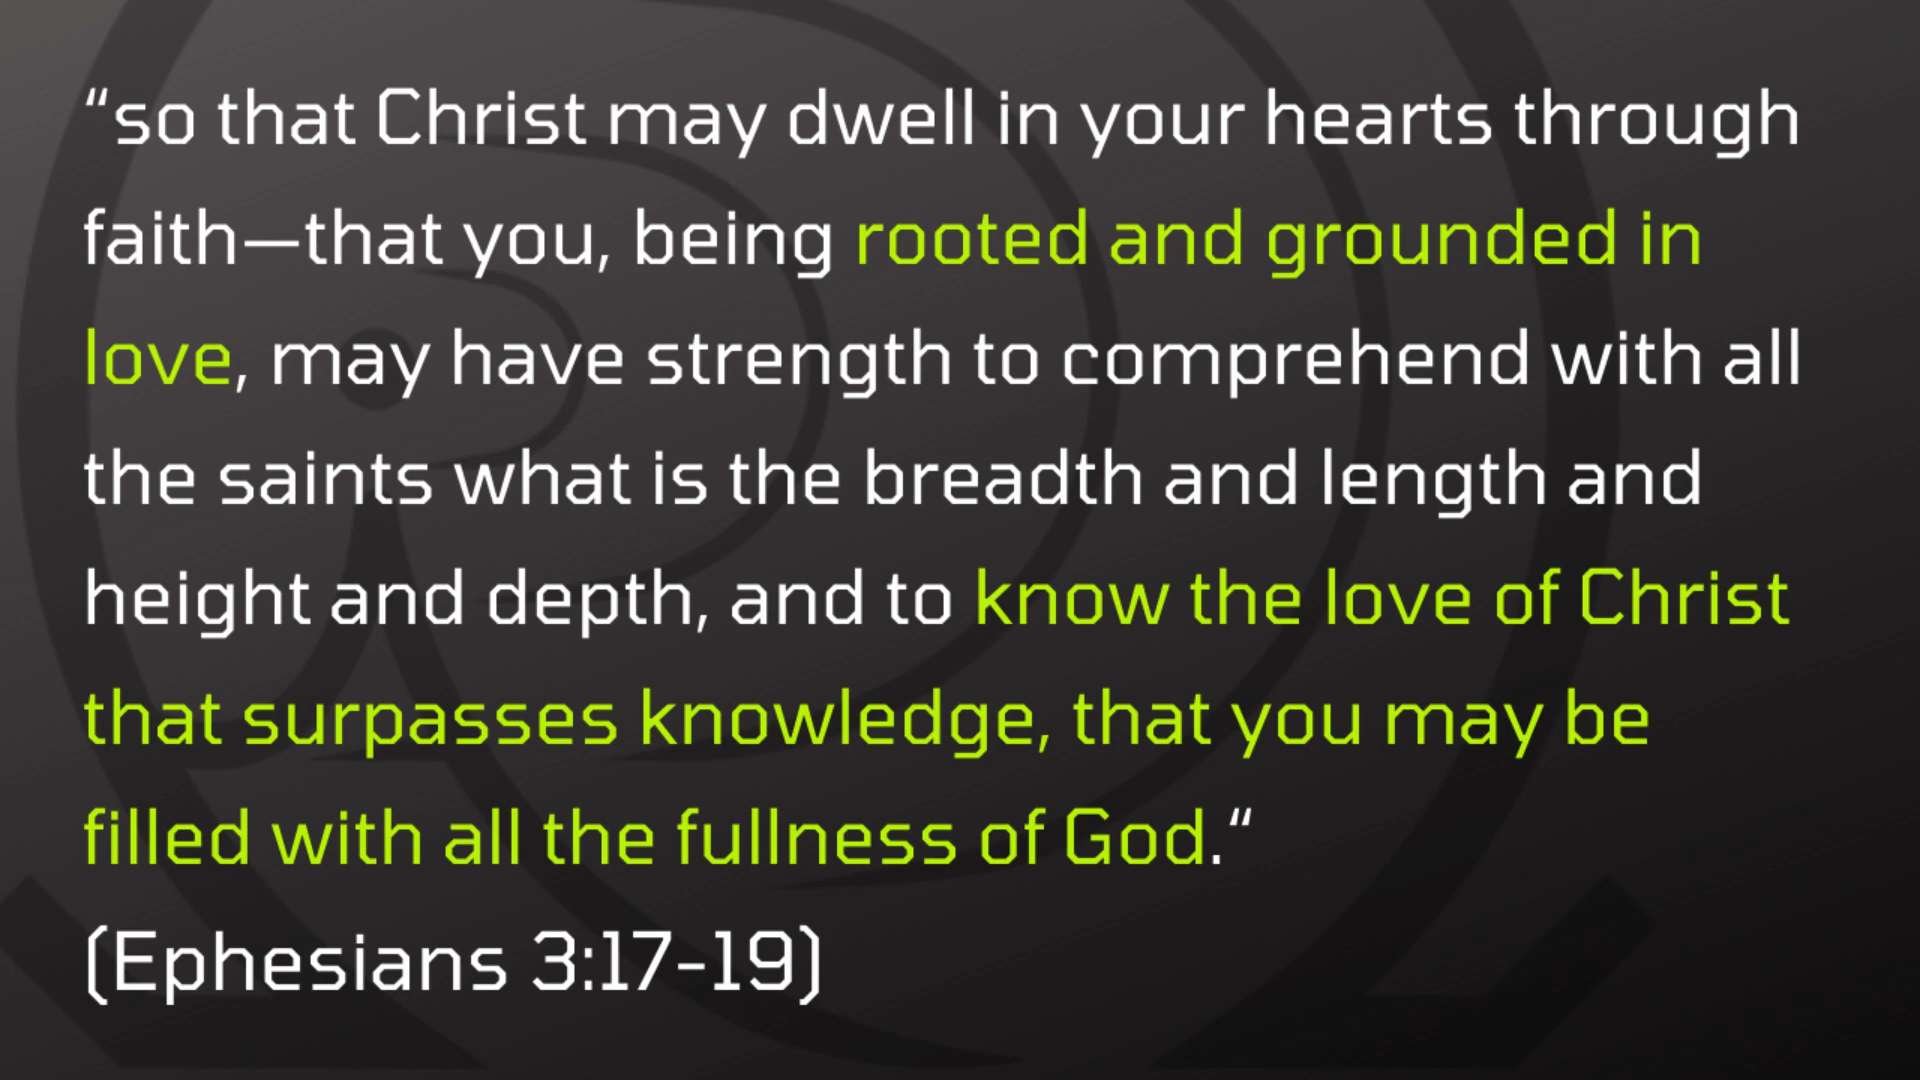 “so that Christ may dwell in your hearts through
faith—that you, being rooted and grounded in
love, may have strength to comprehend with all
the saints what is the breadth and length and
height and depth, and to know the love of Christ
that surpasses knowledge, that you may be
filled with all the fullness of God.“
(Ephesians 3:17-19)